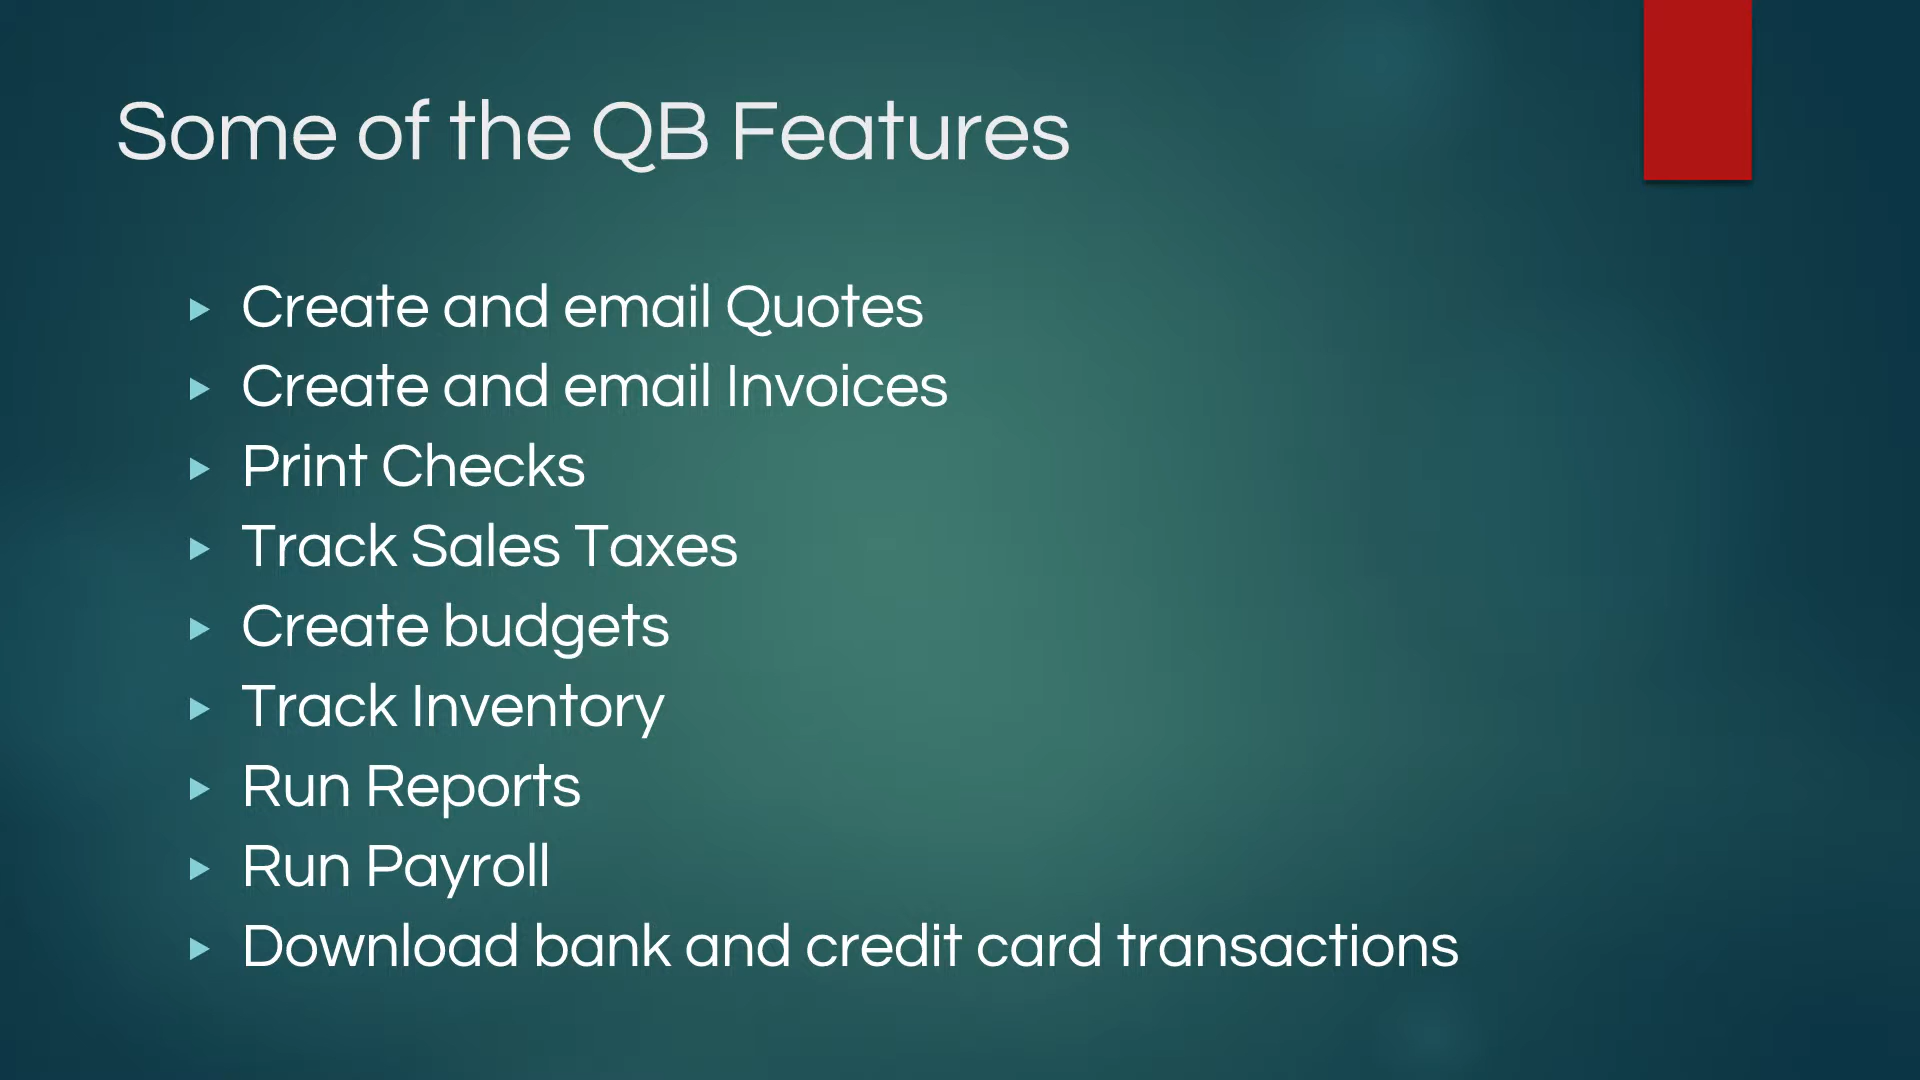 Some of the QB Features
Create and email Quotes
Create and email Invoices
Print Checks
Track Sales Taxes
Create budgets
Track Inventory
Run Reports
Run Payroll
Download bank and credit card transactions